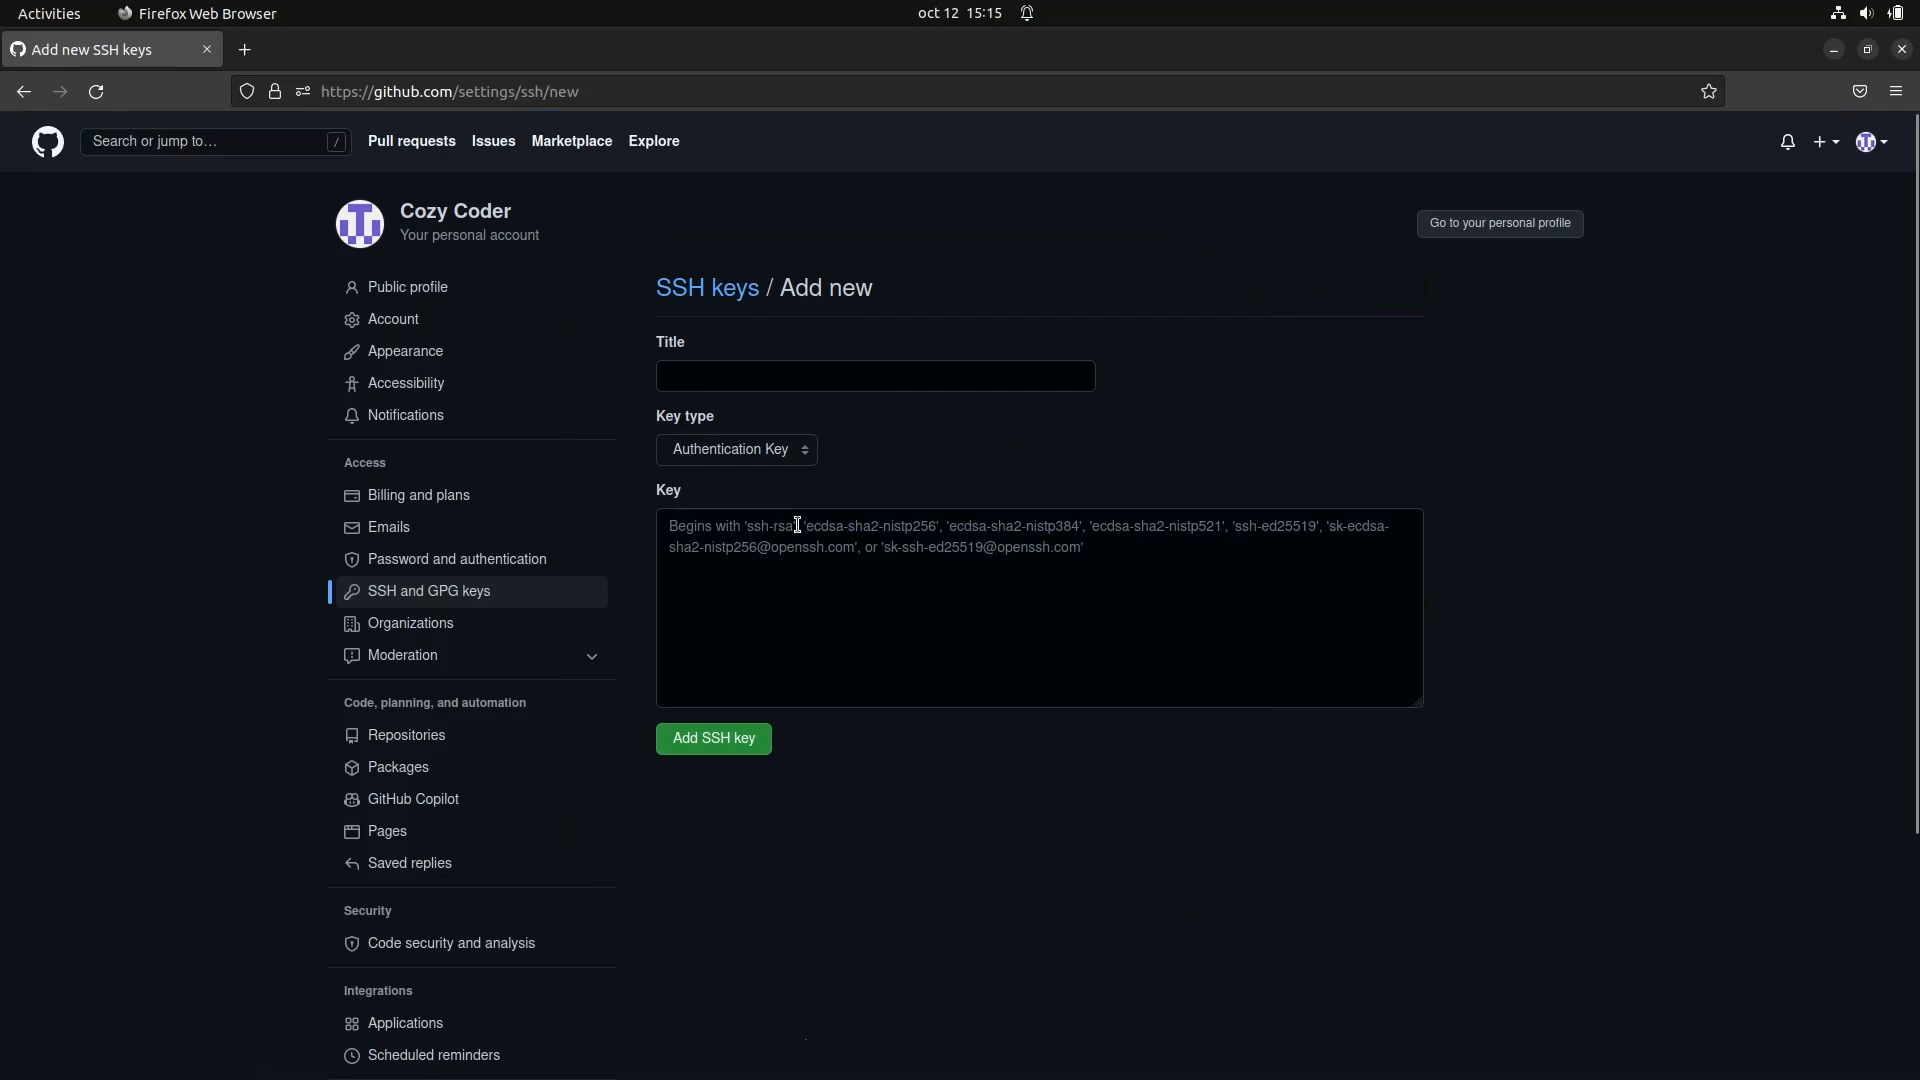 Activities
Firefox Web Browser
oct 12 15:15
Add new SSH keys
https://github.com/settings/ssh/new
Search or jump to… /
Pull requests
Issues
Marketplace
Explore
Cozy Coder
Your personal account
Go to your personal profile
Public profile
Account
Appearance
Accessibility
Notifications
Access
Billing and plans
Emails
Password and authentication
SSH and GPG keys
Organizations
Moderation
Code, planning, and automation
Repositories
Packages
GitHub Copilot
Pages
Saved replies
Security
Code security and analysis
Integrations
Applications
Scheduled reminders
SSH keys / Add new
Title
Key type
Authentication Key
Key
Begins with 'ssh-rsa', 'ecdsa-sha2-nistp256', 'ecdsa-sha2-nistp384', 'ecdsa-sha2-nistp521', 'ssh-ed25519', 'sk-ecdsa-
sha2-nistp256@openssh.com', or 'sk-ssh-ed25519@openssh.com'
Add SSH key